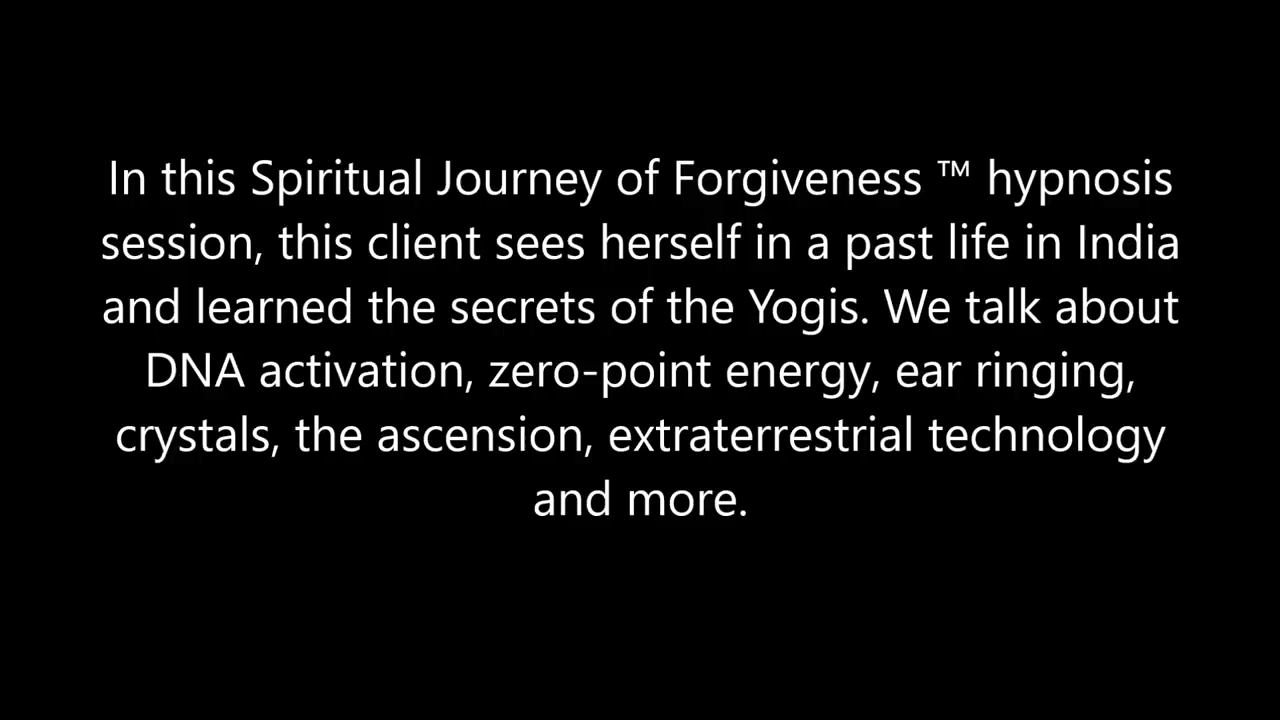 In this Spiritual Journey of Forgiveness ™ hypnosis
session, this client sees herself in a past life in India
and learned the secrets of the Yogis. We talk about
DNA activation, zero-point energy, ear ringing,
crystals, the ascension, extraterrestrial technology
and more.